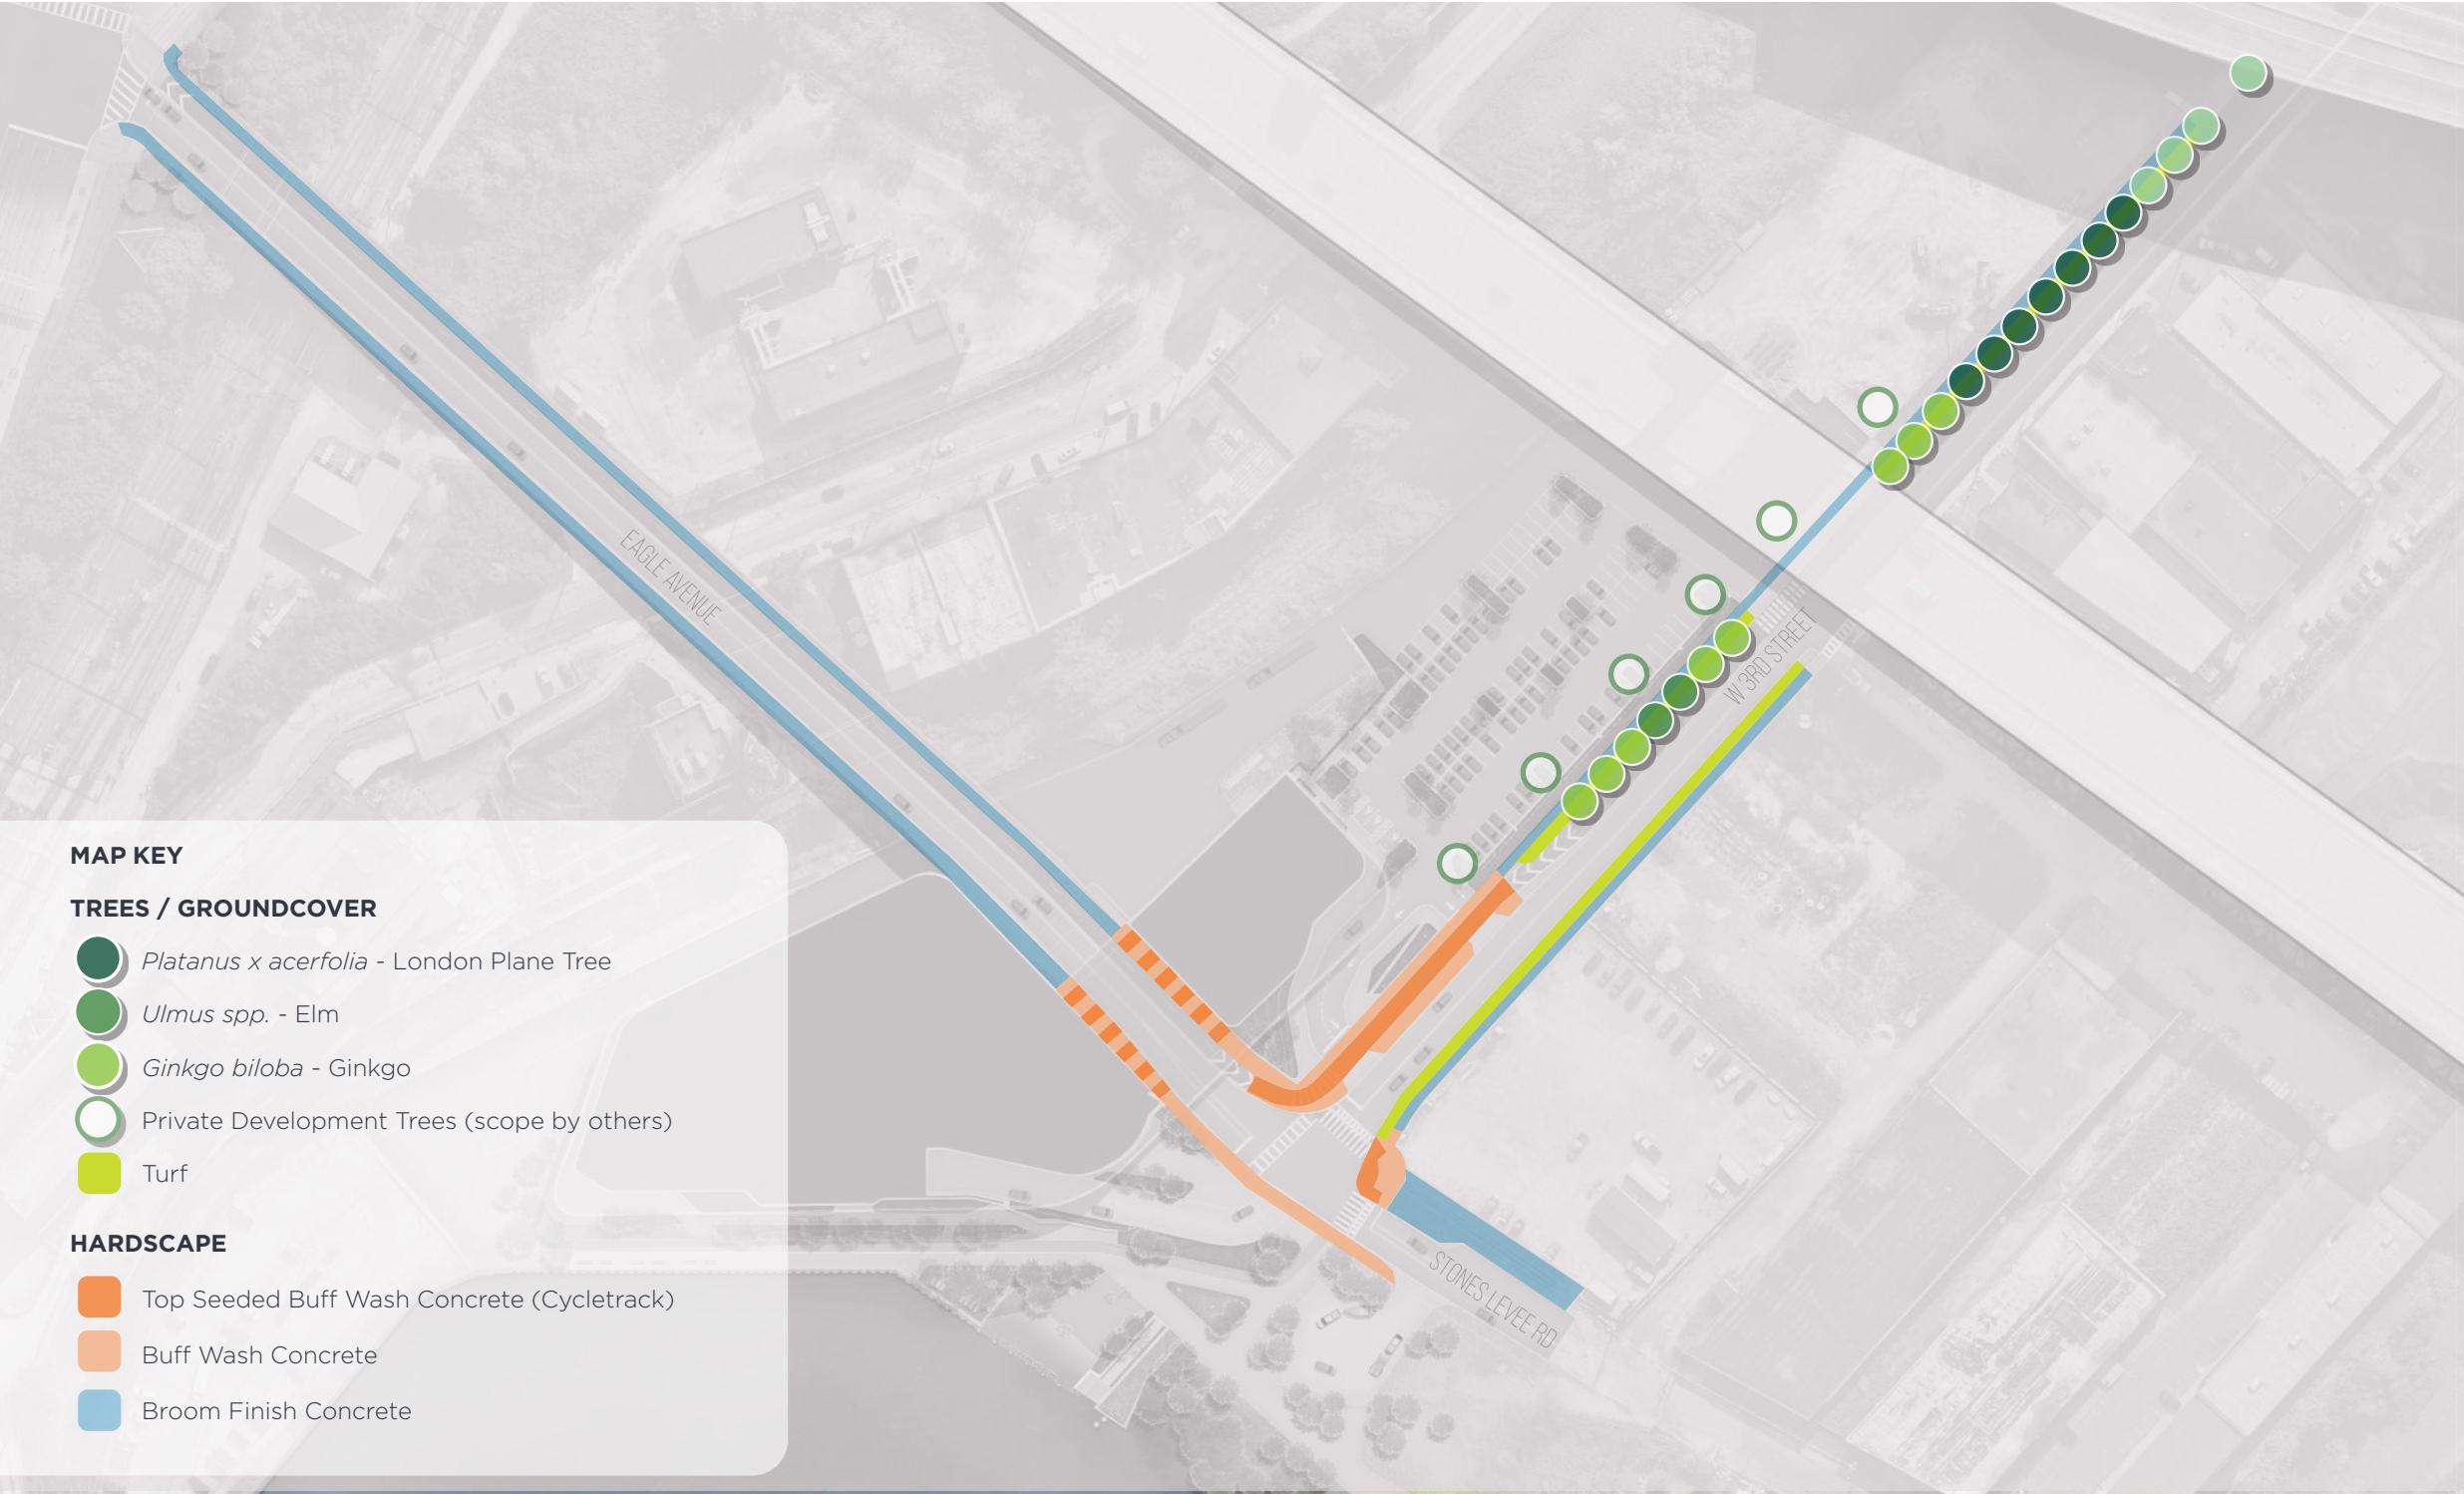 EAGLE AVENUE
W 3RD STREET
STONES LEVEE RD
MAP KEY
TREES / GROUNDCOVER
Platanus x acerfolia - London Plane Tree
Ulmus spp. - Elm
Ginkgo biloba - Ginkgo
Private Development Trees (scope by others)
Turf
HARDSCAPE
Top Seeded Buff Wash Concrete (Cycletrack)
Buff Wash Concrete
Broom Finish Concrete